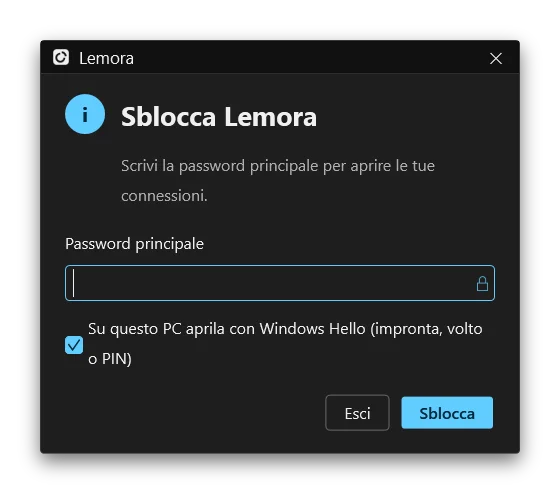 Lemora
i
Sblocca Lemora
Scrivi la password principale per aprire le tue
connessioni.
Password principale
Su questo PC aprila con Windows Hello (impronta, volto
o PIN)
Esci
Sblocca